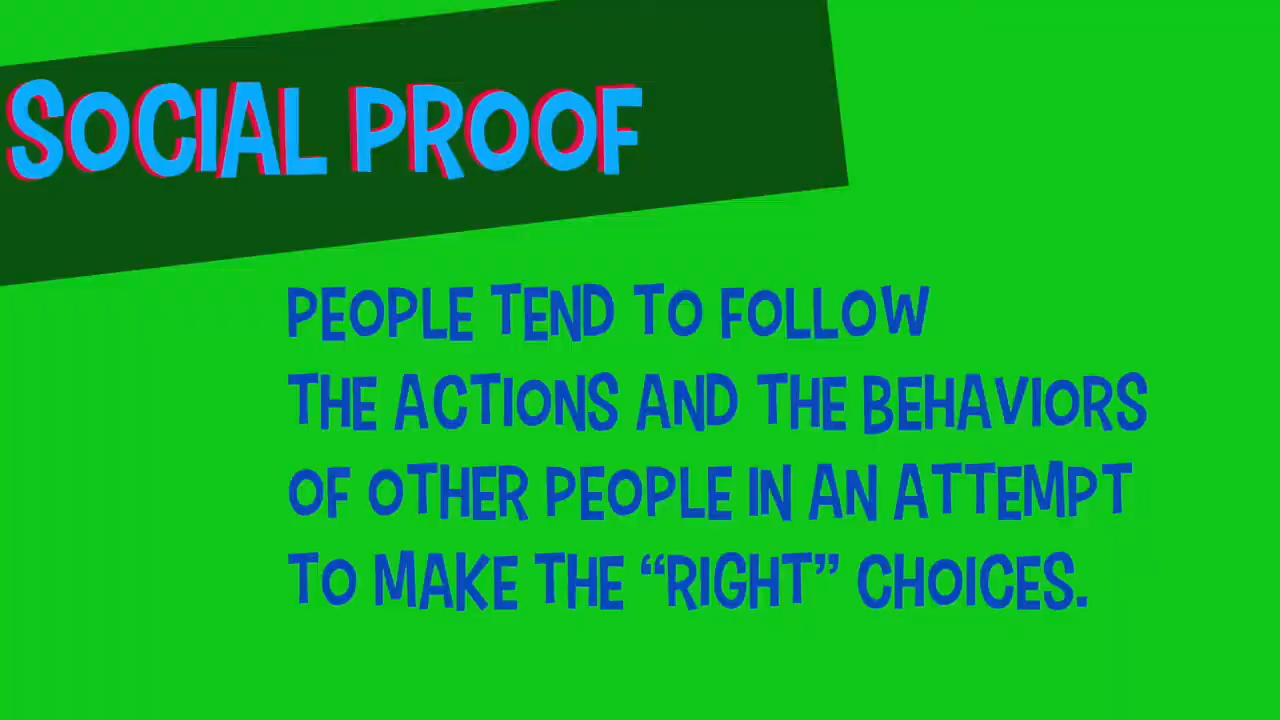 SOCIAL PROOF
PEOPLE TEND TO FOLLOW
THE ACTIONS AND THE BEHAVIORS
OF OTHER PEOPLE IN AN ATTEMPT
TO MAKE THE “RIGHT” CHOICES.